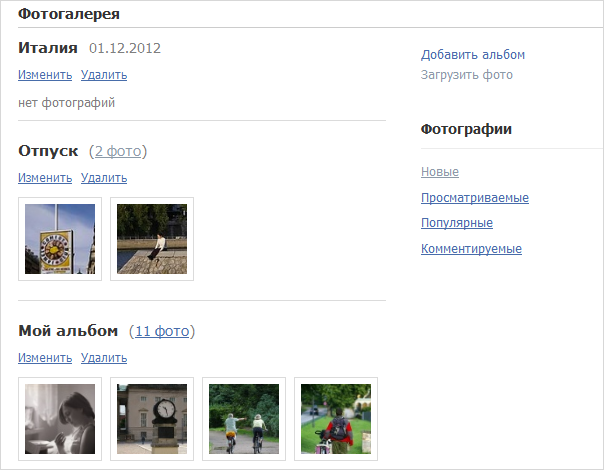 Фотогалерея
Италия 01.12.2012
Изменить Удалить
нет фотографий
Отпуск (2 фото)
Изменить Удалить
Мой альбом (11 фото)
Изменить Удалить
Добавить альбом
Загрузить фото
Фотографии
Новые
Просматриваемые
Популярные
Комментируемые